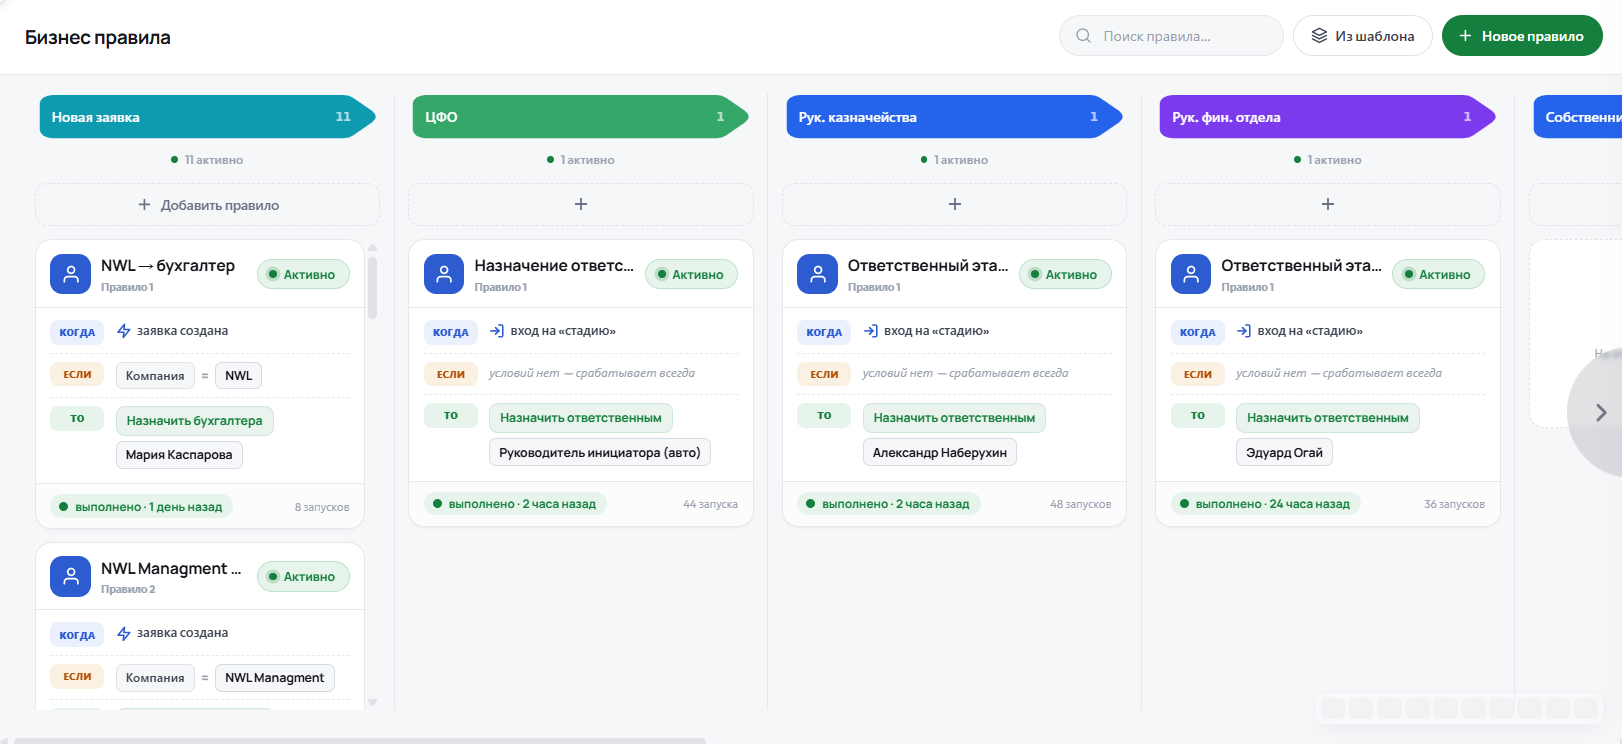 Бизнес правила
Поиск правила...
Из шаблона
Новое правило
Новая заявка 11
11 активно
Добавить правило
NWL → бухгалтер
Правило 1
Активно
КОГДА заявка создана
ЕСЛИ Компания = NWL
ТО Назначить бухгалтера
Мария Каспарова
выполнено · 1 день назад 8 запусков
NWL Managment ...
Правило 2
Активно
КОГДА заявка создана
ЕСЛИ Компания = NWL Managment
ЦФО 1
1 активно
Назначение ответс...
Правило 1
Активно
КОГДА вход на «стадию»
ЕСЛИ условий нет — срабатывает всегда
ТО Назначить ответственным
Руководитель инициатора (авто)
выполнено · 2 часа назад 44 запуска
Рук. казначейства 1
1 активно
Ответственный эта...
Правило 1
Активно
КОГДА вход на «стадию»
ЕСЛИ условий нет — срабатывает всегда
ТО Назначить ответственным
Александр Наберухин
выполнено · 2 часа назад 48 запусков
Рук. фин. отдела 1
1 активно
Ответственный эта...
Правило 1
Активно
КОГДА вход на «стадию»
ЕСЛИ условий нет — срабатывает всегда
ТО Назначить ответственным
Эдуард Огай
выполнено · 24 часа назад 36 запусков